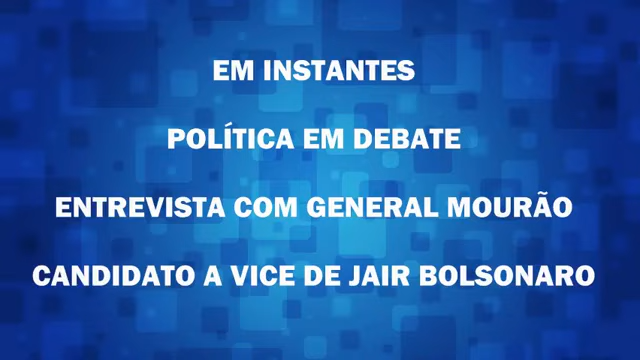 EM INSTANTES
POLÍTICA EM DEBATE
ENTREVISTA COM GENERAL MOURÃO
CANDIDATO A VICE DE JAIR BOLSONARO